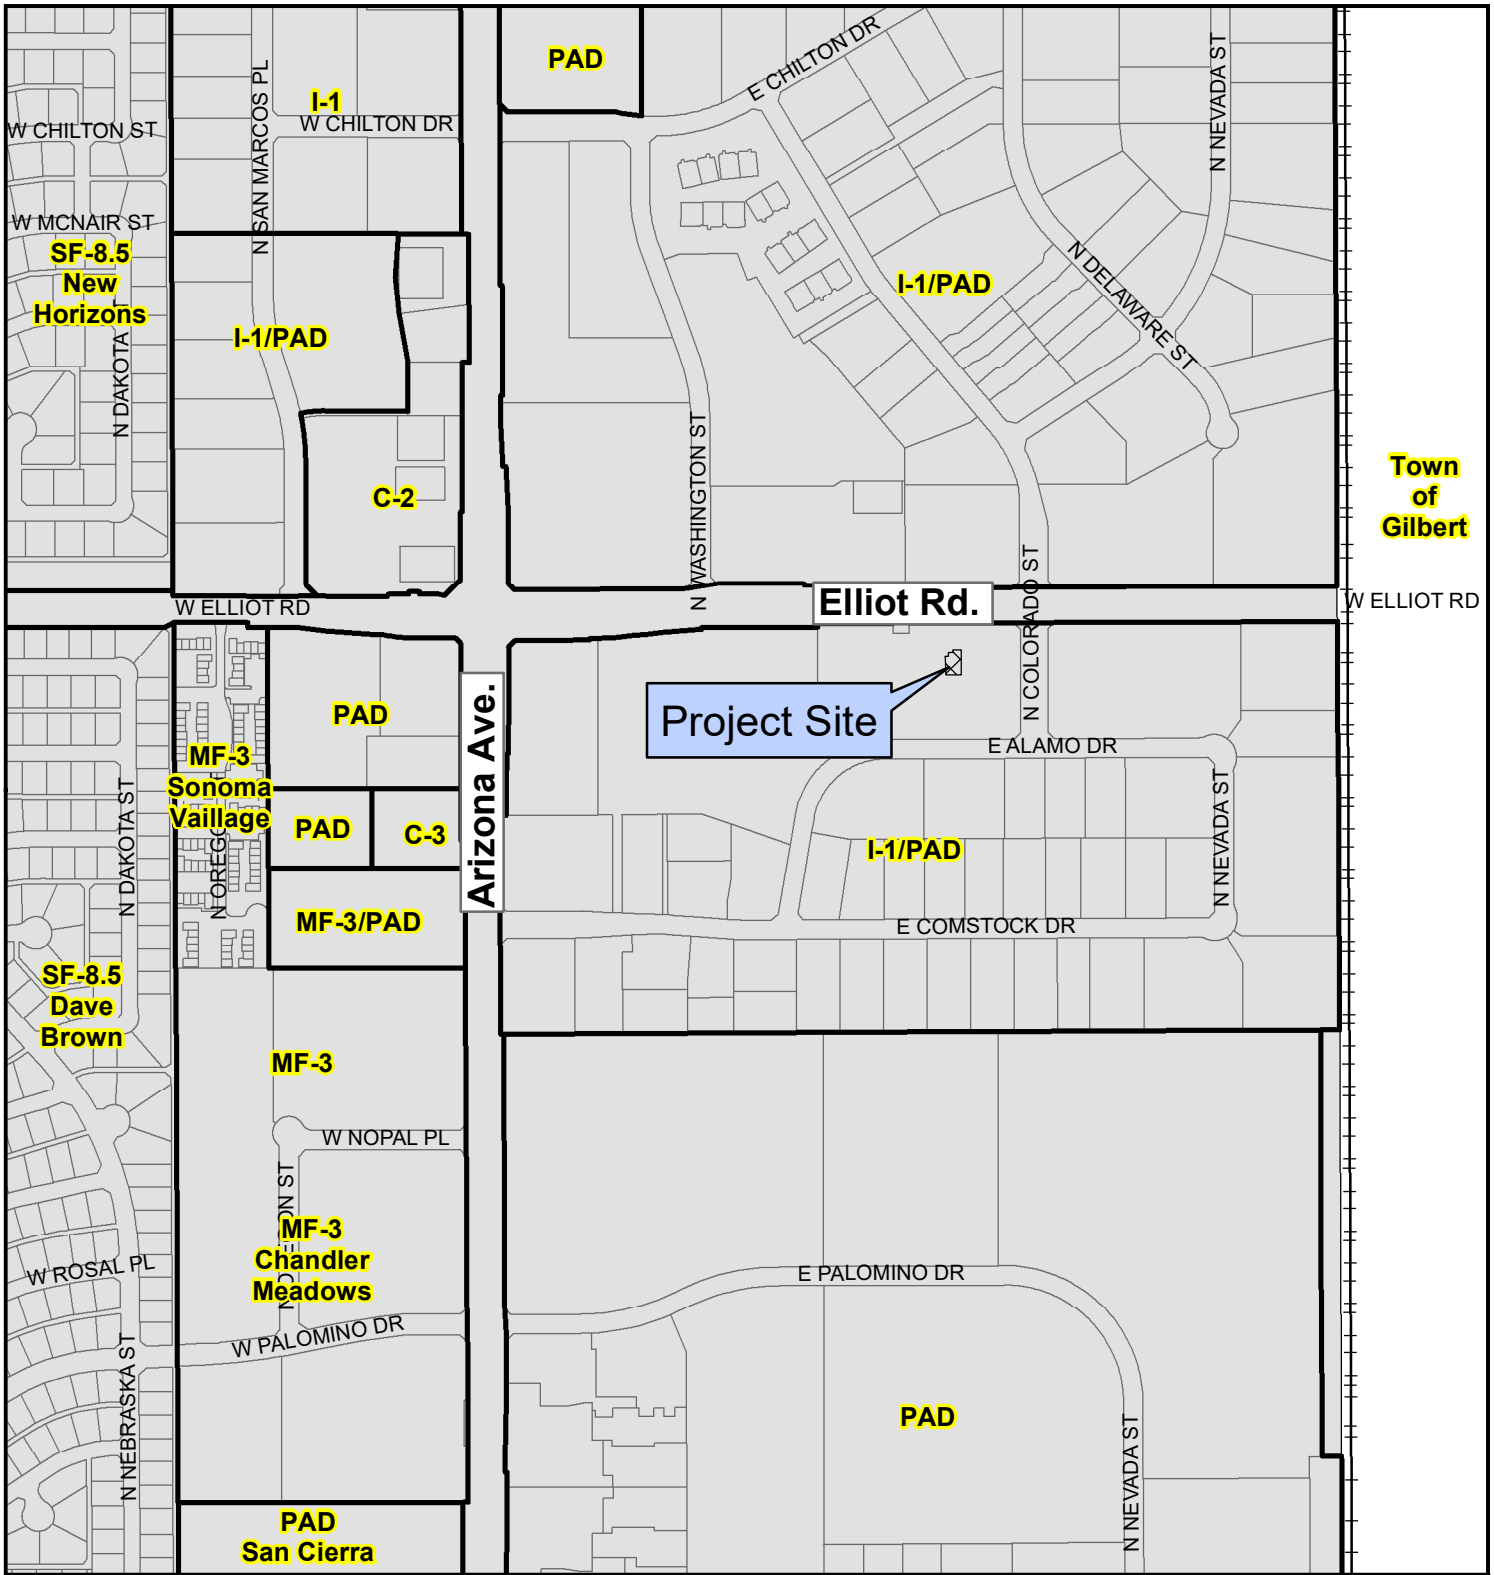 PAD
E CHILTON DR
N NEVADA ST
N SAN MARCOS PL
I-1
W CHILTON ST
W CHILTON DR
W MCNAIR ST
SF-8.5
New
Horizons
N DAKOTA
I-1/PAD
I-1/PAD
N DELAWARE ST
C-2
N WASHINGTON ST
Town
of
Gilbert
N COLORADO ST
W ELLIOT RD
Elliot Rd.
W ELLIOT RD
PAD
Arizona Ave.
Project Site
MF-3
Sonoma
Vaillage
N OREG
N DAKOTA ST
PAD
C-3
E ALAMO DR
N NEVADA ST
I-1/PAD
MF-3/PAD
E COMSTOCK DR
SF-8.5
Dave
Brown
MF-3
W NOPAL PL
MF-3
Chandler
Meadows
W ROSAL PL
E PALOMINO DR
W PALOMINO DR
N NEBRASKA ST
PAD
N NEVADA ST
PAD
San Cierra